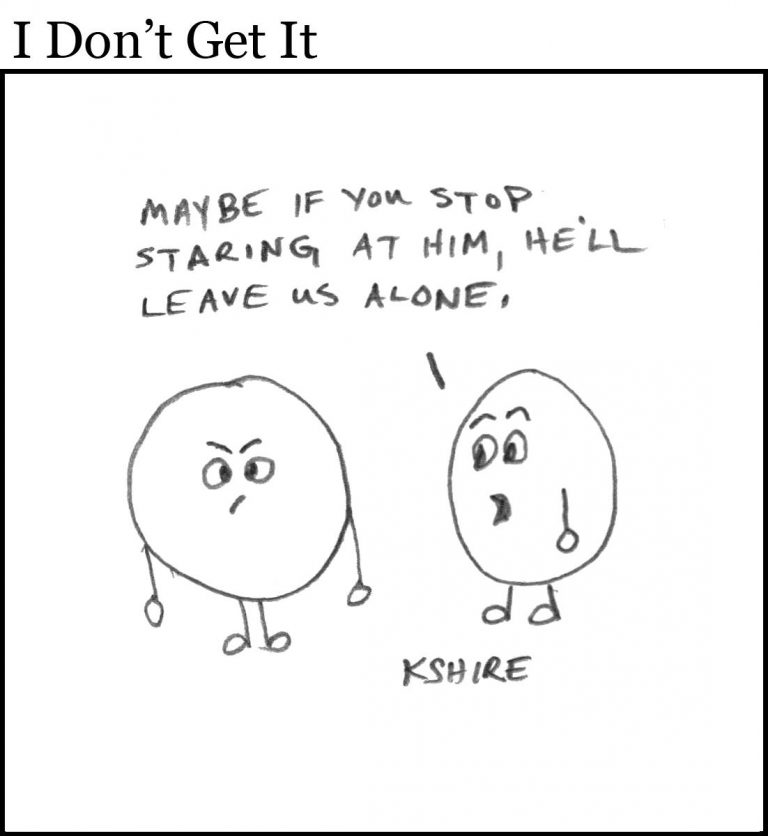 I Don’t Get It
MAYBE IF YOU STOP
STARING AT HIM, HE'LL
LEAVE US ALONE.
KSHIRE